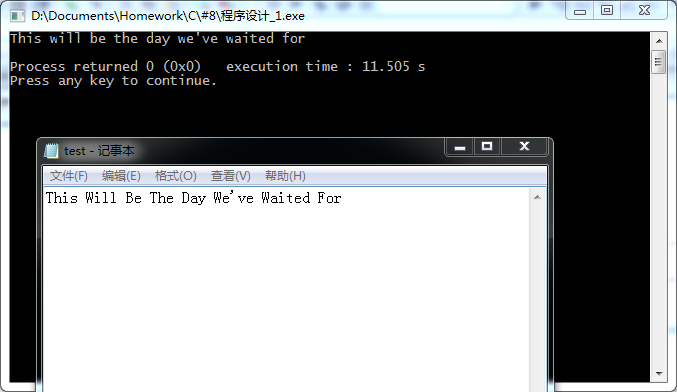 D:\Documents\Homework\C\#8\程序设计_1.exe
This will be the day we've waited for
Process returned 0 (0x0)   execution time : 11.505 s
Press any key to continue.
test - 记事本
文件(F) 编辑(E) 格式(O) 查看(V) 帮助(H)
This Will Be The Day We've Waited For